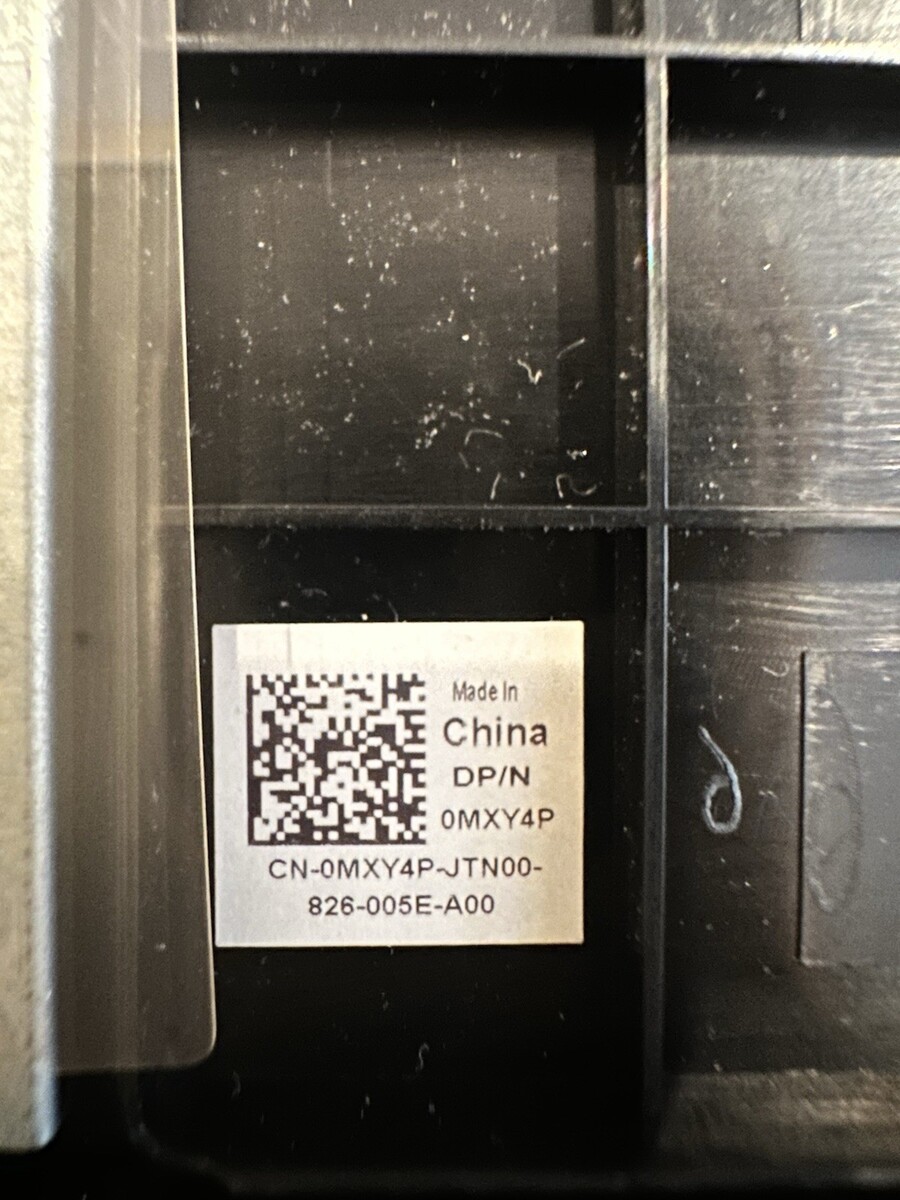 Made In
China
DP/N
0MXY4P
CN-0MXY4P-JTN00-
826-005E-A00